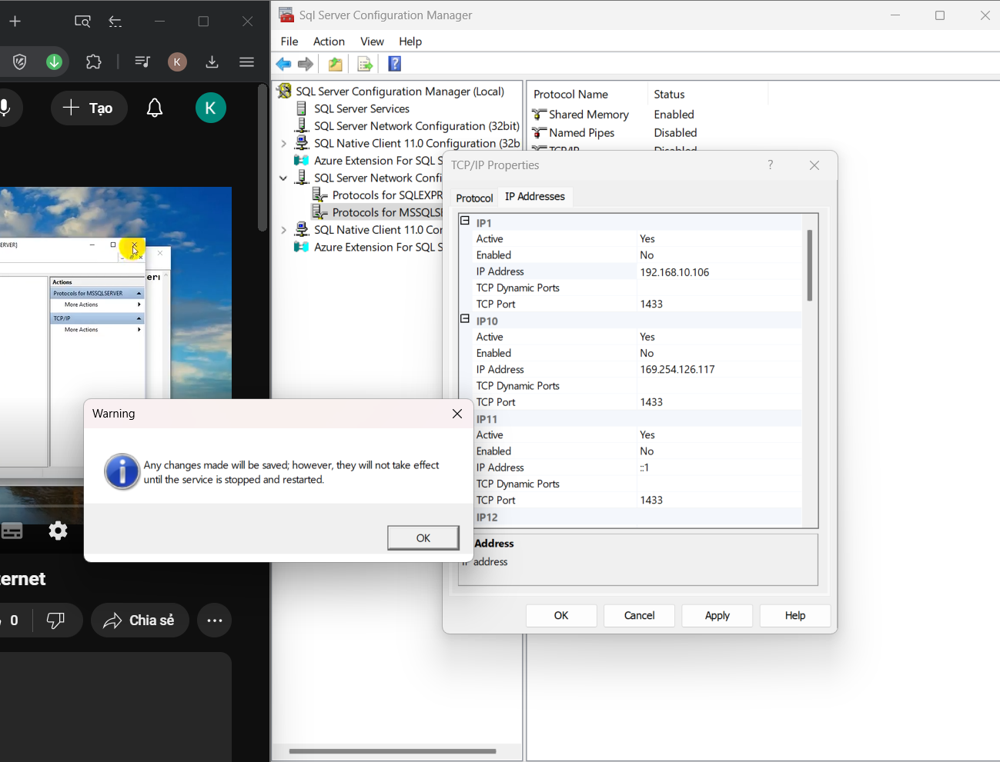 Sql Server Configuration Manager
File Action View Help
K
Tạo
K
SQL Server Configuration Manager (Local)
SQL Server Services
SQL Server Network Configuration (32bit)
SQL Native Client 11.0 Configuration (32b
Azure Extension For SQL S
SQL Server Network Confi
Protocols for SQLEXPR
Protocols for MSSQLSE
SQL Native Client 11.0 Cor
Azure Extension For SQL S
Protocol Name Status
Shared Memory Enabled
Named Pipes Disabled
TCP/IP Disabled
TCP/IP Properties
?
Protocol IP Addresses
IP1
Active Yes
Enabled No
IP Address 192.168.10.106
TCP Dynamic Ports
TCP Port 1433
IP10
Active Yes
Enabled No
IP Address 169.254.126.117
TCP Dynamic Ports
TCP Port 1433
IP11
Active Yes
Enabled No
IP Address ::1
TCP Dynamic Ports
TCP Port 1433
IP12
Address
IP address
OK Cancel Apply Help
ERVER]
Actions
Protocols for MSSQLSERVER
More Actions
TCP/IP
More Actions
Warning
Any changes made will be saved; however, they will not take effect
until the service is stopped and restarted.
OK
ernet
0
Chia sẻ